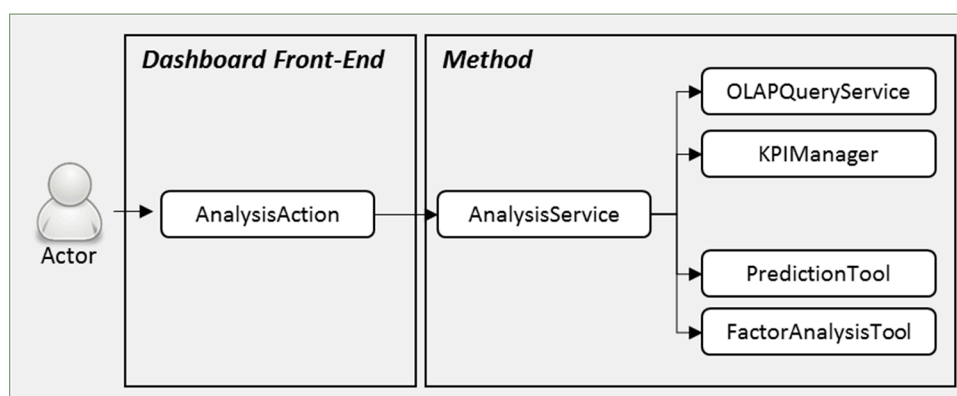 Dashboard Front-End
Method
OLAPQueryService
KPIManager
AnalysisAction
AnalysisService
Actor
PredictionTool
FactorAnalysisTool